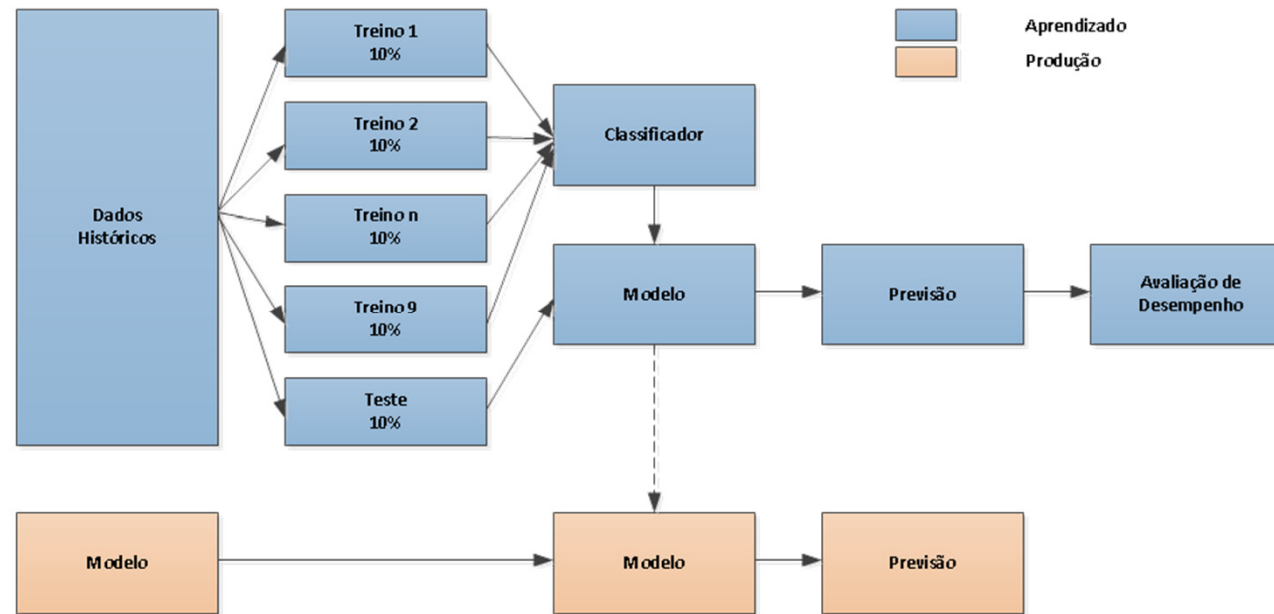 Treino 1
10%
Aprendizado
Produção
Treino 2
10%
Classificador
Dados
Históricos
Treino n
10%
Modelo
Previsão
Avaliação de
Desempenho
Treino 9
10%
Teste
10%
Modelo
Modelo
Previsão